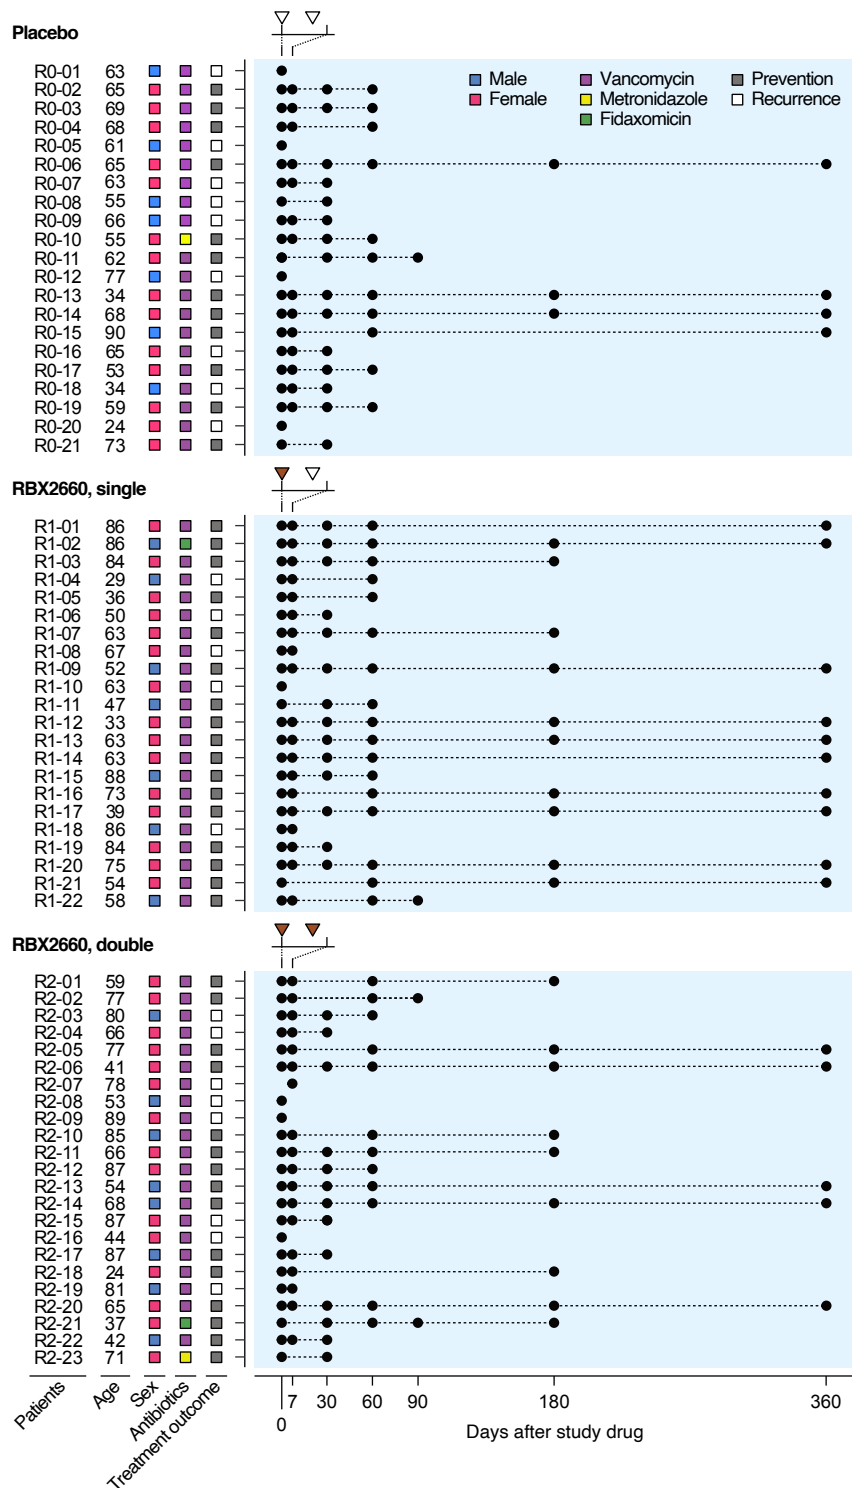 Placebo
Male Vancomycin Prevention
Female Metronidazole Recurrence
Fidaxomicin
R0-01 63
R0-02 65
R0-03 69
R0-04 68
R0-05 61
R0-06 65
R0-07 63
R0-08 55
R0-09 66
R0-10 55
R0-11 62
R0-12 77
R0-13 34
R0-14 68
R0-15 90
R0-16 65
R0-17 53
R0-18 34
R0-19 59
R0-20 24
R0-21 73
RBX2660, single
R1-01 86
R1-02 86
R1-03 84
R1-04 29
R1-05 36
R1-06 50
R1-07 63
R1-08 67
R1-09 52
R1-10 63
R1-11 47
R1-12 33
R1-13 63
R1-14 63
R1-15 88
R1-16 73
R1-17 39
R1-18 86
R1-19 84
R1-20 75
R1-21 54
R1-22 58
RBX2660, double
R2-01 59
R2-02 77
R2-03 80
R2-04 66
R2-05 77
R2-06 41
R2-07 78
R2-08 53
R2-09 89
R2-10 85
R2-11 66
R2-12 87
R2-13 54
R2-14 68
R2-15 87
R2-16 44
R2-17 87
R2-18 24
R2-19 81
R2-20 65
R2-21 37
R2-22 42
R2-23 71
Patients
Age
Sex
Antibiotics
Treatment outcome
0 7 30 60 90 180 360
Days after study drug